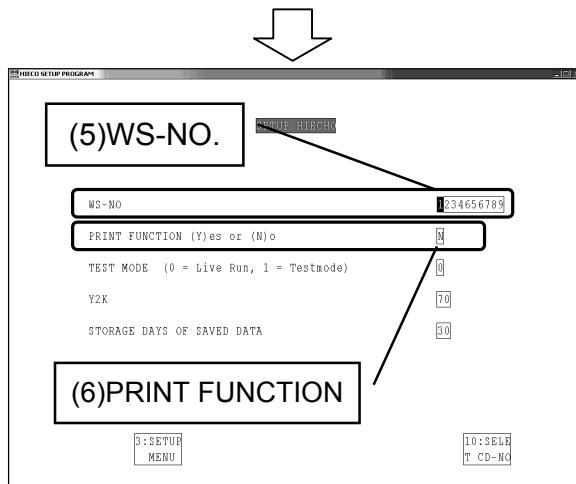 HIECO SETUP PROGRAM
(5)WS-NO.
SETUP HIECHO
WS-NO 1234656789
PRINT FUNCTION (Y)es or (N)o N
TEST MODE (0 = Live Run, 1 = Testmode) 0
Y2K 70
STORAGE DAYS OF SAVED DATA 30
(6)PRINT FUNCTION
3:SETUP
MENU
10:SELE
T CD-NO